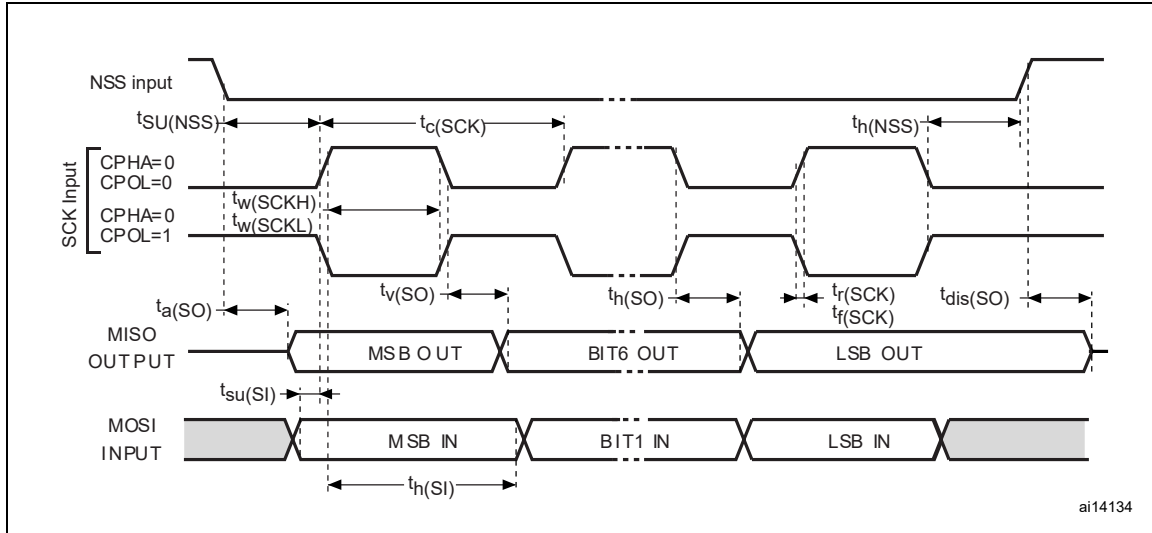 NSS input
tSU(NSS)
tc(SCK)
th(NSS)
SCK Input
CPHA=0
CPOL=0
CPHA=0
CPOL=1
tw(SCKH)
tw(SCKL)
ta(SO)
tv(SO)
th(SO)
tr(SCK)
tf(SCK)
tdis(SO)
MISO
OUTPUT
MSB OUT
BIT6 OUT
LSB OUT
tsu(SI)
MOSI
INPUT
MSB IN
BIT1 IN
LSB IN
th(SI)
ai14134